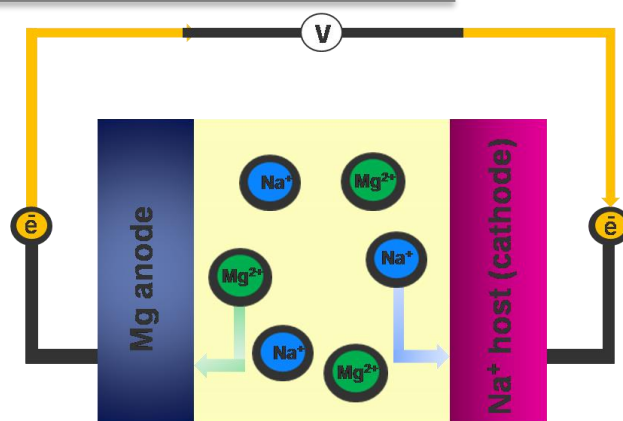 V
Na⁺
Mg²⁺
ē
ē
Mg anode
Mg²⁺
Na⁺
Na⁺ host (cathode)
Na⁺
Mg²⁺